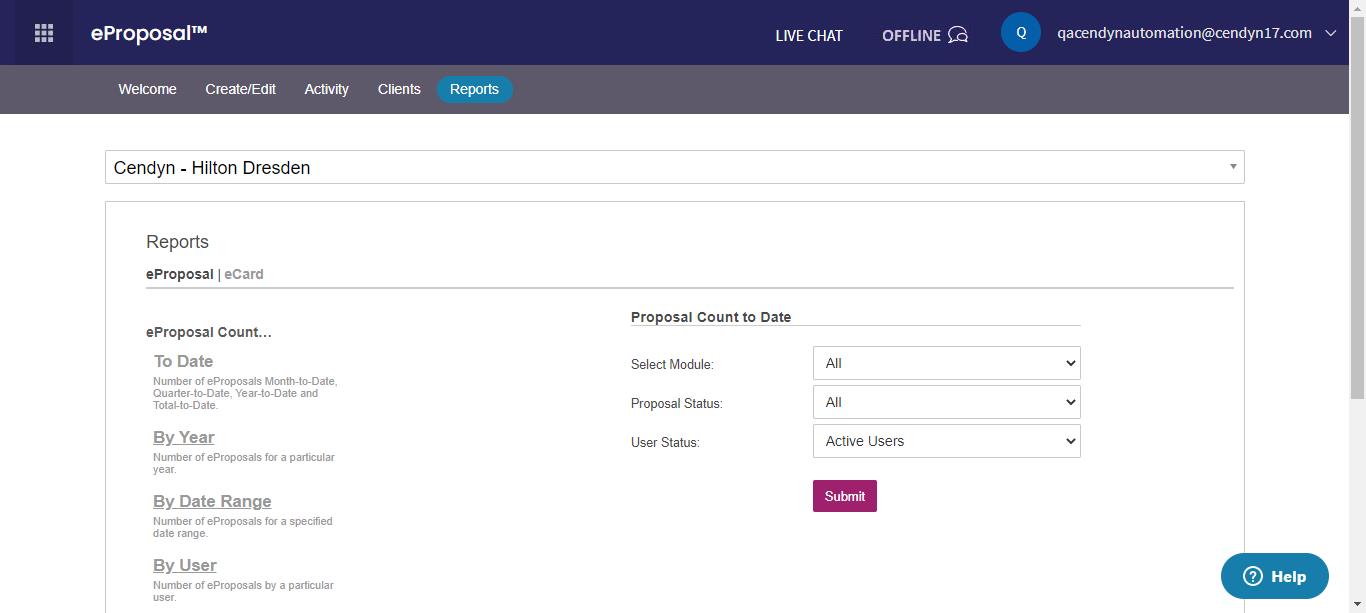 eProposal™
LIVE CHAT
OFFLINE
Q
qacendynautomation@cendyn17.com
Welcome
Create/Edit
Activity
Clients
Reports
Cendyn - Hilton Dresden
Reports
eProposal | eCard
eProposal Count...
To Date
Number of eProposals Month-to-Date,
Quarter-to-Date, Year-to-Date and
Total-to-Date.
By Year
Number of eProposals for a particular
year.
By Date Range
Number of eProposals for a specified
date range.
By User
Number of eProposals by a particular
user.
Proposal Count to Date
Select Module:
All
Proposal Status:
All
User Status:
Active Users
Submit
Help